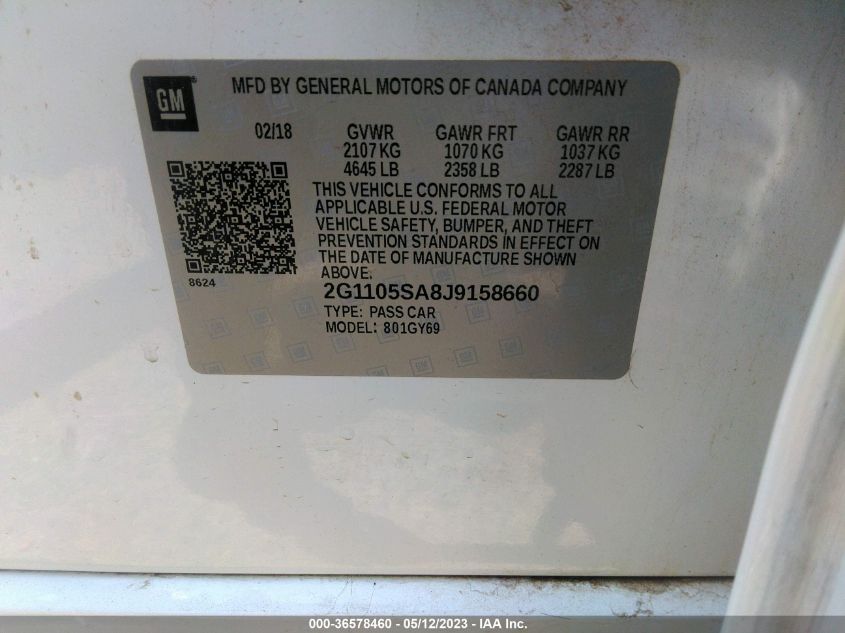 GM
MFD BY GENERAL MOTORS OF CANADA COMPANY
02/18 GVWR GAWR FRT GAWR RR
2107 KG 1070 KG 1037 KG
4645 LB 2358 LB 2287 LB
THIS VEHICLE CONFORMS TO ALL
APPLICABLE U.S. FEDERAL MOTOR
VEHICLE SAFETY, BUMPER, AND THEFT
PREVENTION STANDARDS IN EFFECT ON
THE DATE OF MANUFACTURE SHOWN
ABOVE.
8624
2G1105SA8J9158660
TYPE: PASS CAR
MODEL: 801GY69
000-36578460 - 05/12/2023 - IAA Inc.